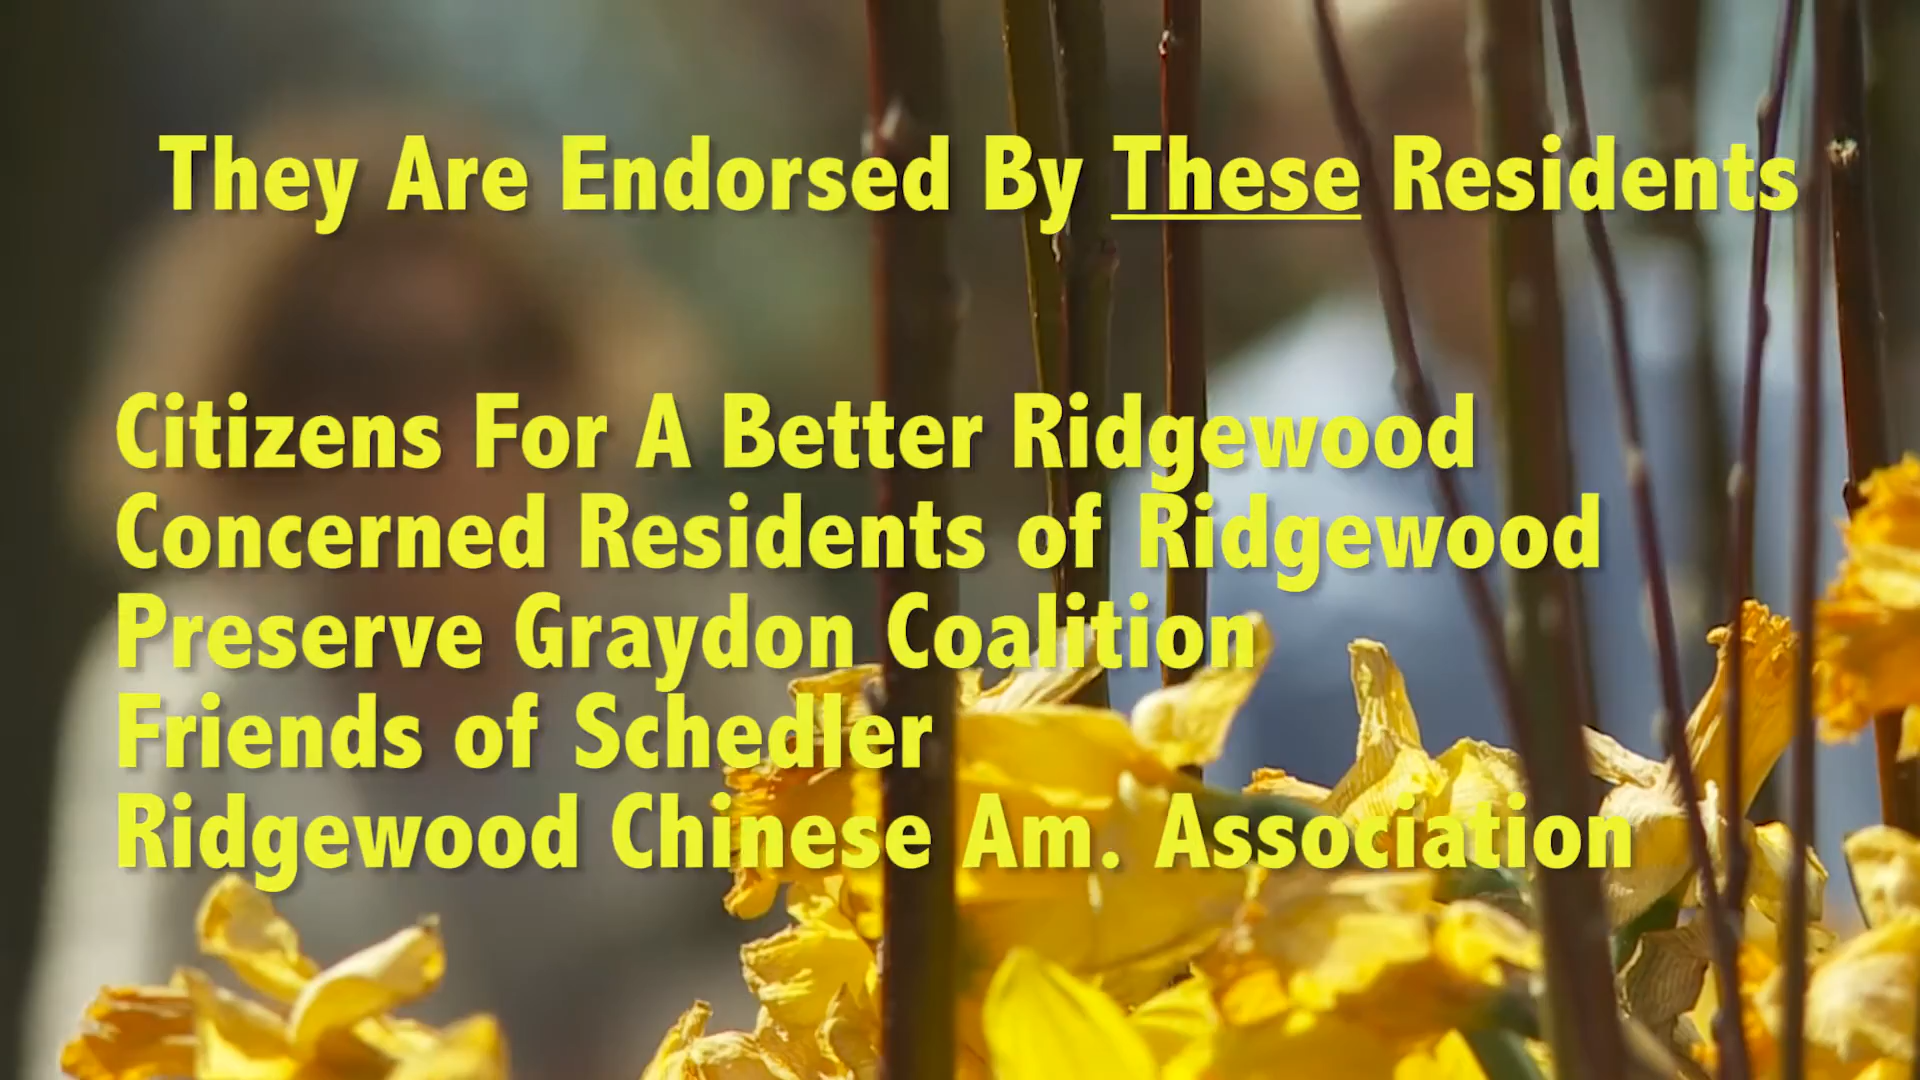 They Are Endorsed By These Residents
Citizens For A Better Ridgewood
Concerned Residents of Ridgewood
Preserve Graydon Coalition
Friends of Schedler
Ridgewood Chinese Am. Association